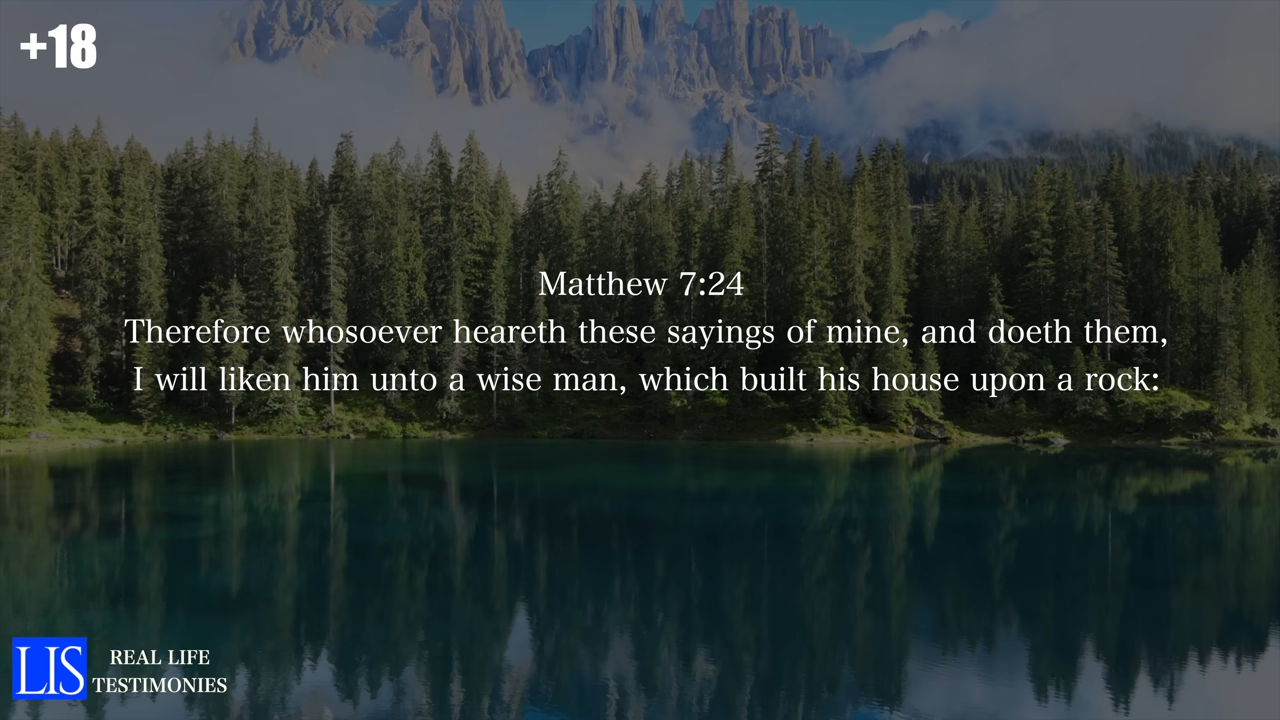 +18
Matthew 7:24
Therefore whosoever heareth these sayings of mine, and doeth them,
I will liken him unto a wise man, which built his house upon a rock:
LIS
REAL LIFE
TESTIMONIES